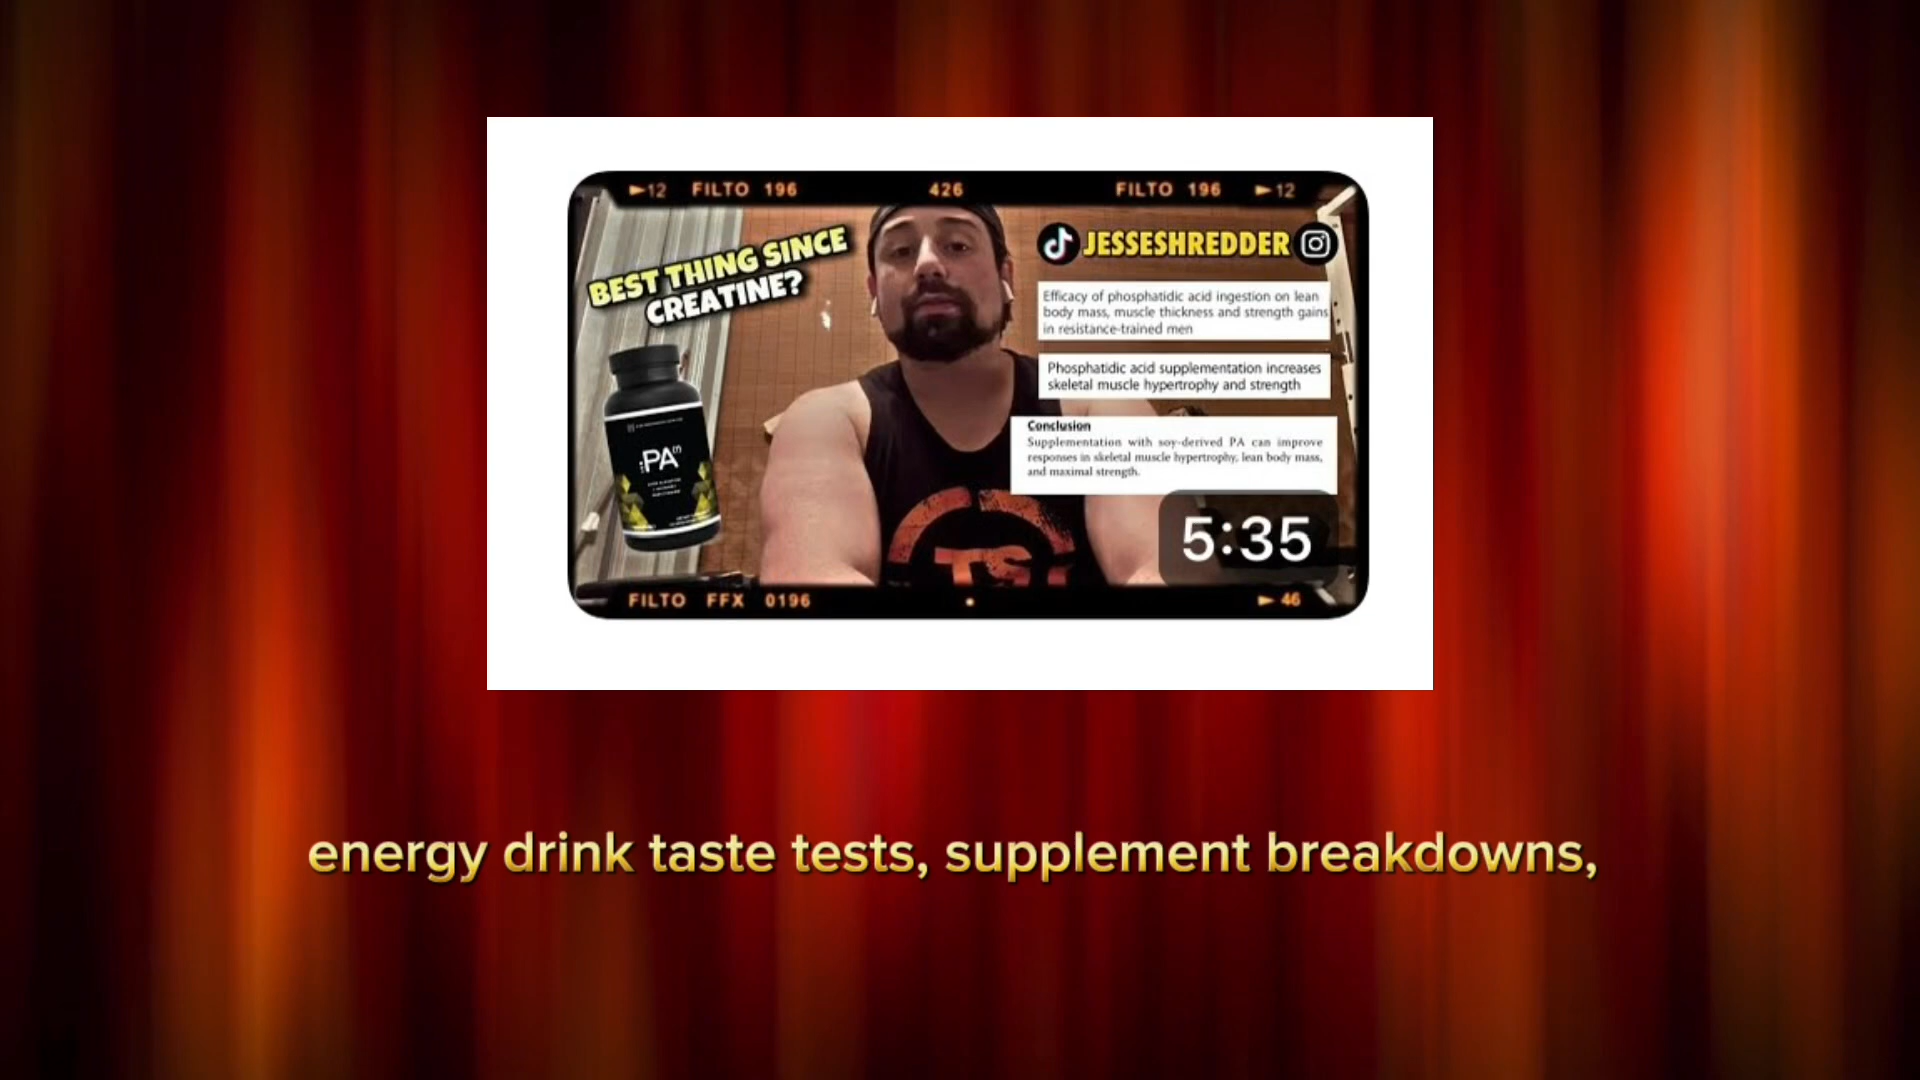 ►12 FILTO 196 426 FILTO 196 ►12
BEST THING SINCE
CREATINE?
JESSESHREDDER
Efficacy of phosphatidic acid ingestion on lean
body mass, muscle thickness and strength gains
in resistance-trained men
Phosphatidic acid supplementation increases
skeletal muscle hypertrophy and strength
Conclusion
Supplementation with soy-derived PA can improve
responses in skeletal muscle hypertrophy, lean body mass,
and maximal strength.
PA(7)
TS
5:35
FILTO FFX 0196 ► 46
energy drink taste tests, supplement breakdowns,